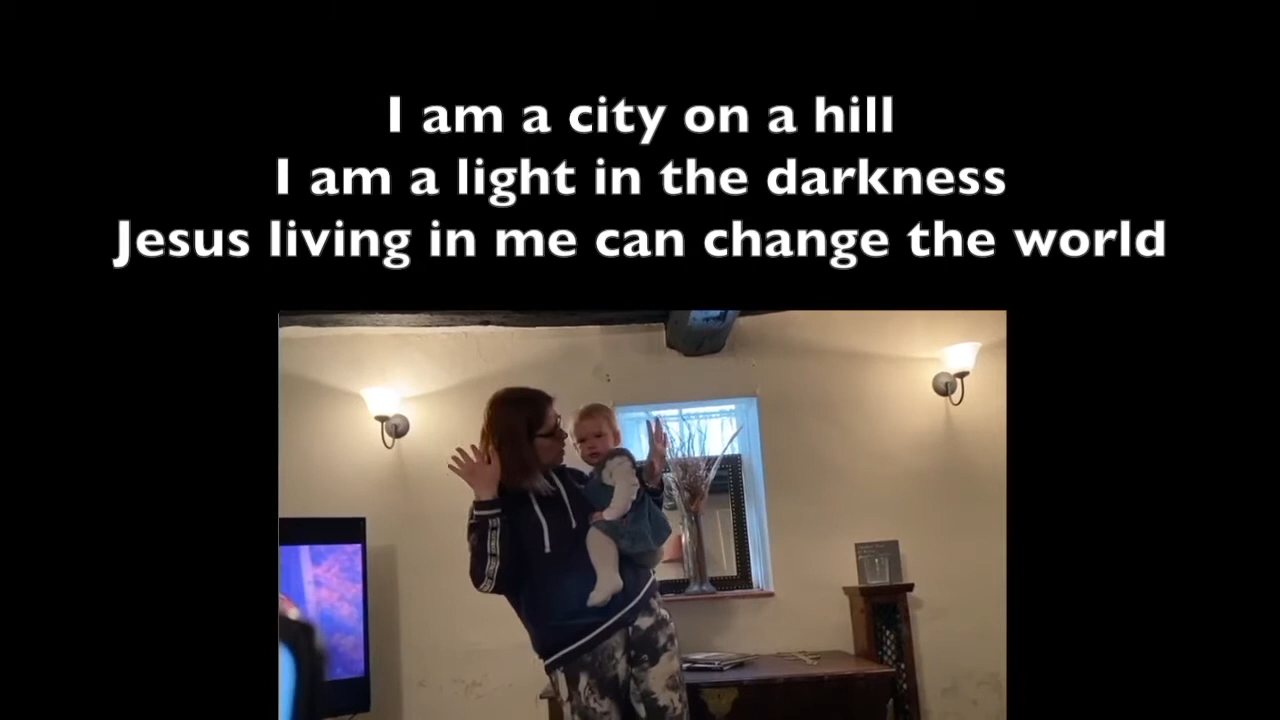 I am a city on a hill
I am a light in the darkness
Jesus living in me can change the world